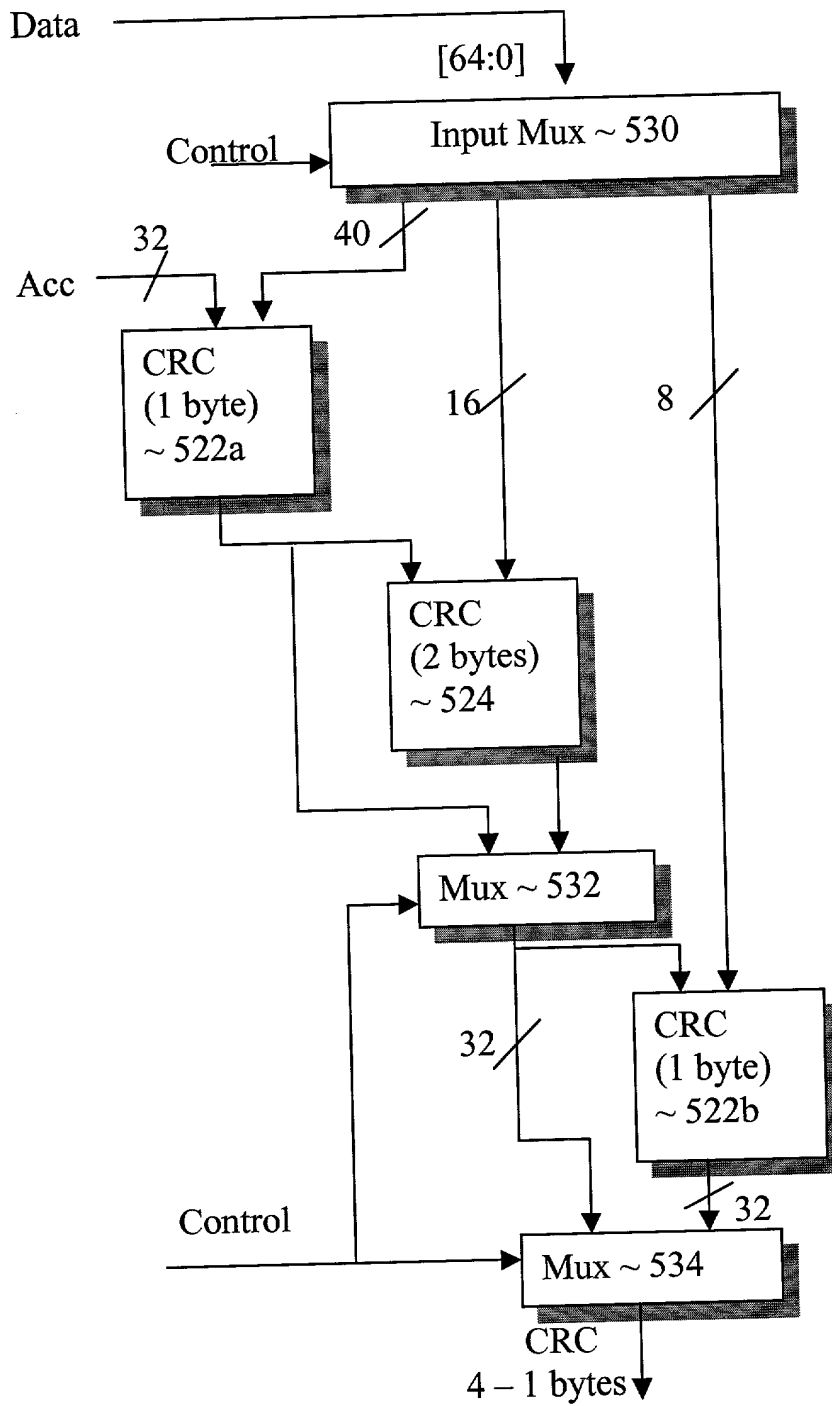 Data
[64:0]
Input Mux ~ 530
Control
40
32
Acc
CRC
(1 byte)
~ 522a
16
8
CRC
(2 bytes)
~ 524
Mux ~ 532
32
CRC
(1 byte)
~ 522b
32
Control
Mux ~ 534
CRC
4 – 1 bytes